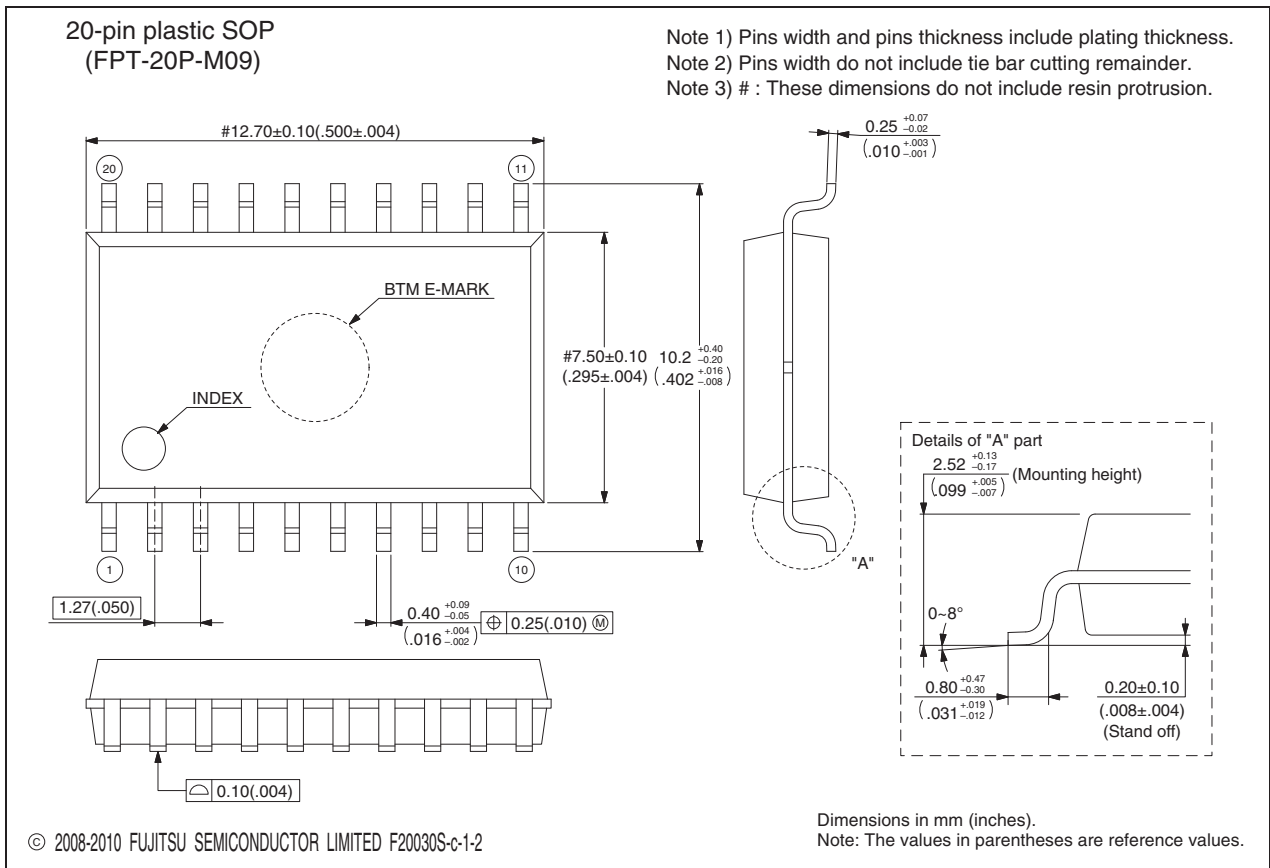 20-pin plastic SOP
(FPT-20P-M09)
Note 1) Pins width and pins thickness include plating thickness.
Note 2) Pins width do not include tie bar cutting remainder.
Note 3) # : These dimensions do not include resin protrusion.
#12.70±0.10(.500±.004)
0.25 +0.07 −0.02
(.010 +.003 −.001)
20
11
BTM E-MARK
#7.50±0.10
(.295±.004)
10.2 +0.40 −0.20
(.402 +.016 −.008)
INDEX
1
10
"A"
1.27(.050)
0.40 +0.09 −0.05
(.016 +.004 −.002)
⌖ 0.25(.010) Ⓜ
Details of "A" part
2.52 +0.13 −0.17
(.099 +.005 −.007)
(Mounting height)
0~8°
0.80 +0.47 −0.30
(.031 +.019 −.012)
0.20±0.10
(.008±.004)
(Stand off)
⌓ 0.10(.004)
© 2008-2010 FUJITSU SEMICONDUCTOR LIMITED F20030S-c-1-2
Dimensions in mm (inches).
Note: The values in parentheses are reference values.